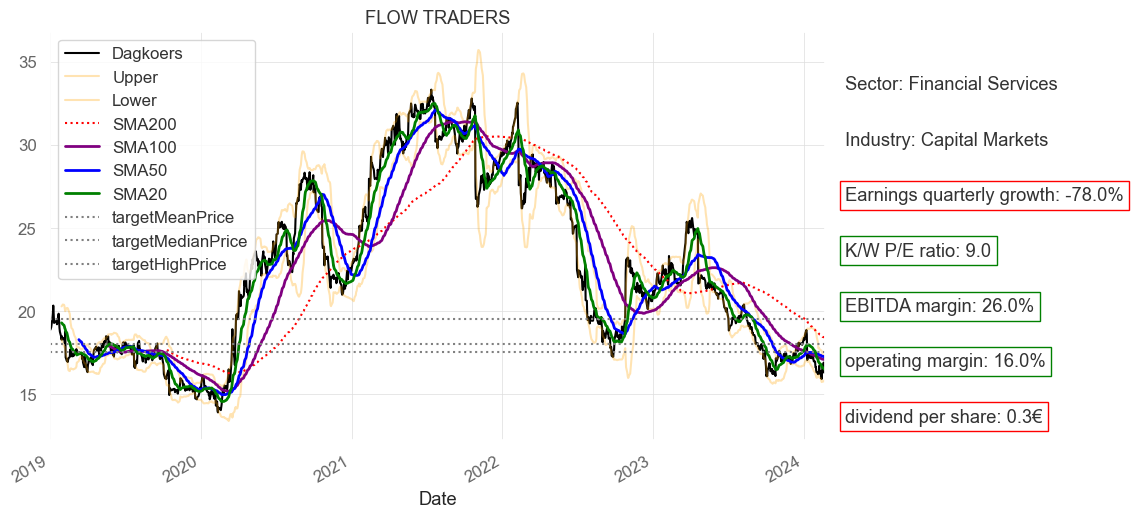 FLOW TRADERS
Dagkoers
Upper
Lower
SMA200
SMA100
SMA50
SMA20
targetMeanPrice
targetMedianPrice
targetHighPrice
35
30
25
20
15
2019
2020
2021
2022
2023
2024
Date
Sector: Financial Services
Industry: Capital Markets
Earnings quarterly growth: -78.0%
K/W P/E ratio: 9.0
EBITDA margin: 26.0%
operating margin: 16.0%
dividend per share: 0.3€